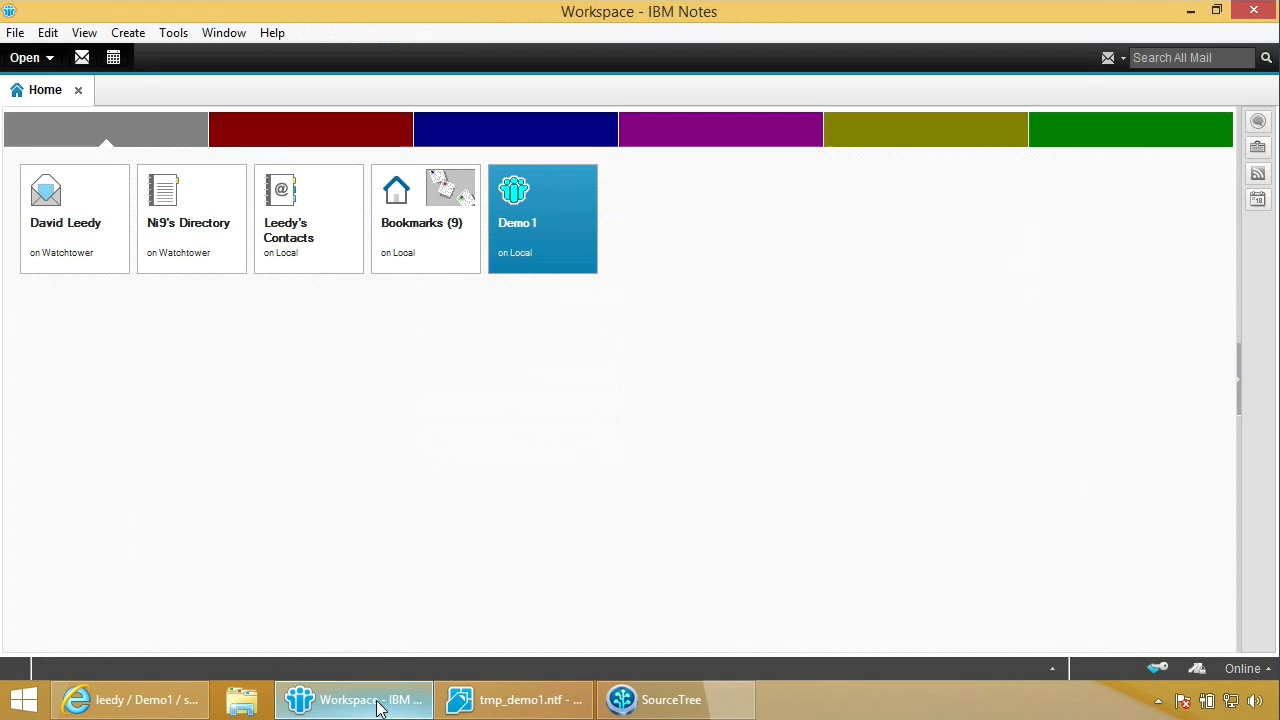 Workspace - IBM Notes
File Edit View Create Tools Window Help
Open
Search All Mail
Home
David Leedy
on Watchtower
Ni9's Directory
on Watchtower
Leedy's
Contacts
on Local
Bookmarks (9)
on Local
Demo1
on Local
18
Online
leedy / Demo1 / s...
Workspace - IBM ...
tmp_demo1.ntf - ...
SourceTree